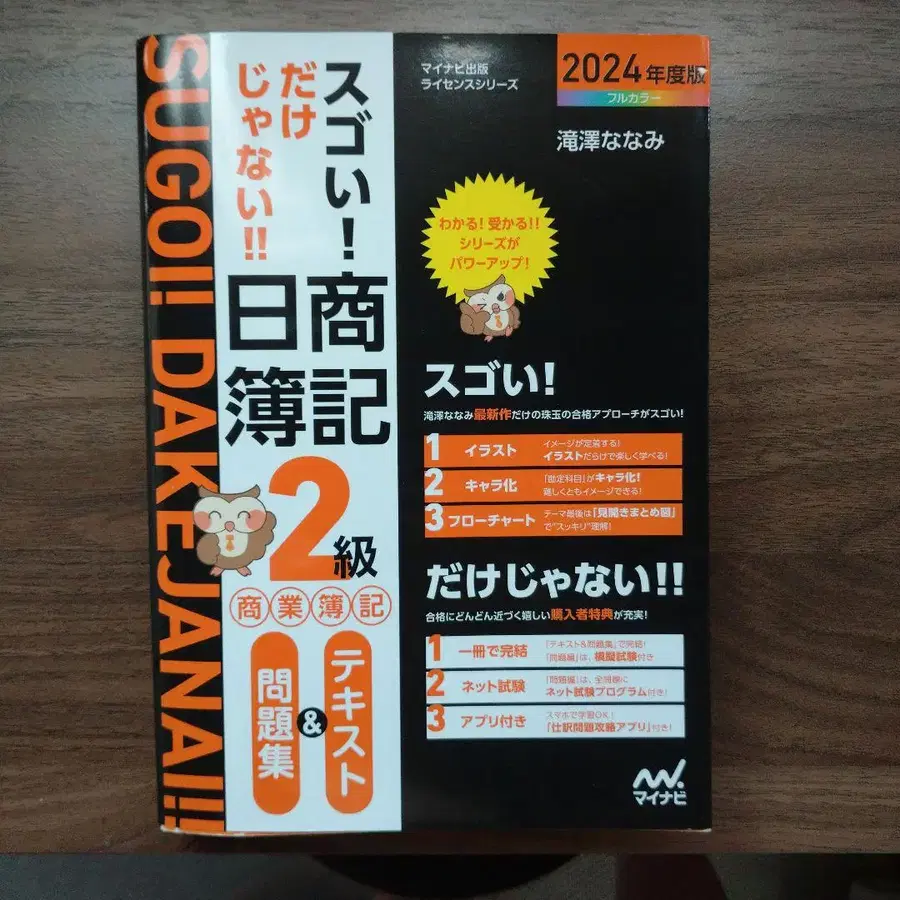 SUGOI! DAKEJANAI!!
スゴい!
だけ
じゃない!!
日商
簿記
2級
商業簿記
テキスト
&
問題集
マイナビ出版
ライセンスシリーズ
2024年度版
フルカラー
滝澤ななみ
わかる!受かる!!
シリーズが
パワーアップ!
スゴい!
滝澤ななみ最新作だけの珠玉の合格アプローチがスゴい!
1 イラスト
イメージが定着する!
イラストだらけで楽しく学べる!
2 キャラ化
「勘定科目」がキャラ化!
難しくともイメージできる!
3 フローチャート
テーマ最後は「見開きまとめ図」
で“スッキリ”理解!
だけじゃない!!
合格にどんどん近づく嬉しい購入者特典が充実!
1 一冊で完結
「テキスト&問題集」で完結!
「問題編」は、模擬試験付き
2 ネット試験
「問題編」は、全回線に
ネット試験プログラム付き!
3 アプリ付き
スマホで学習OK!
「仕訳問題攻略アプリ」付き!
マイナビ